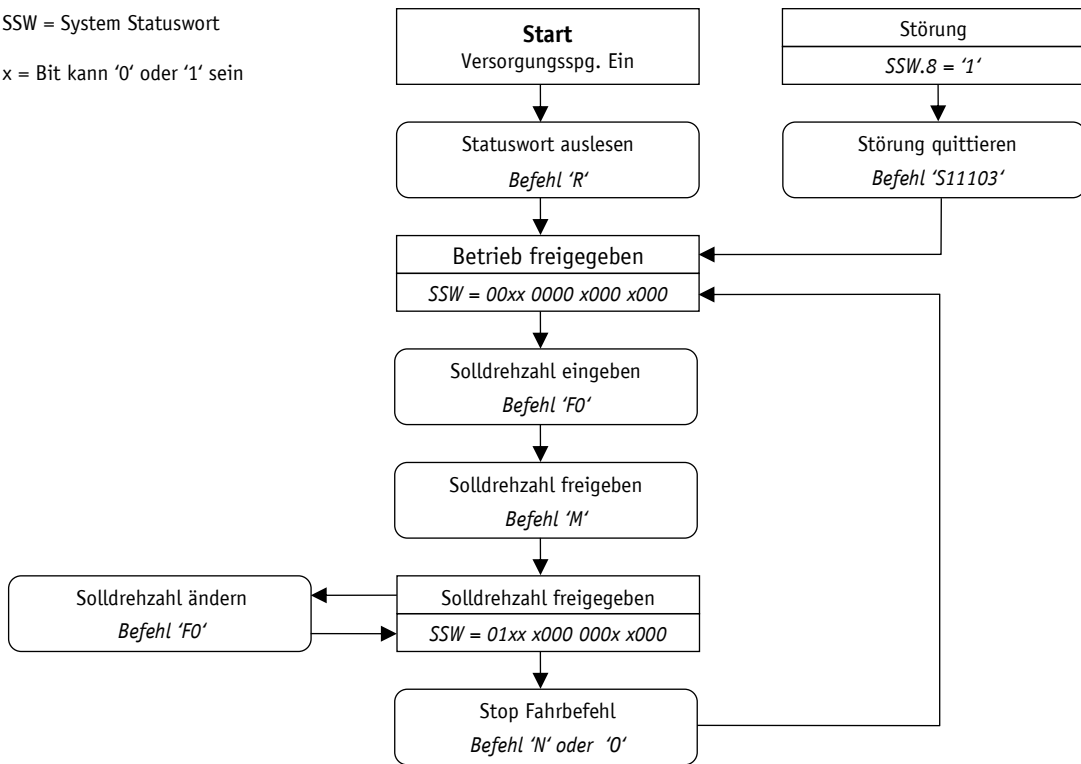 SSW = System Statuswort
x = Bit kann ‘0’ oder ‘1’ sein
Start
Versorgungsspg. Ein
Störung
SSW.8 = ‘1’
Statuswort auslesen
Befehl ‘R’
Störung quittieren
Befehl ‘S11103’
Betrieb freigegeben
SSW = 00xx 0000 x000 x000
Solldrehzahl eingeben
Befehl ‘F0’
Solldrehzahl freigeben
Befehl ‘M’
Solldrehzahl ändern
Befehl ‘F0’
Solldrehzahl freigegeben
SSW = 01xx x000 000x x000
Stop Fahrbefehl
Befehl ‘N’ oder ‘O’